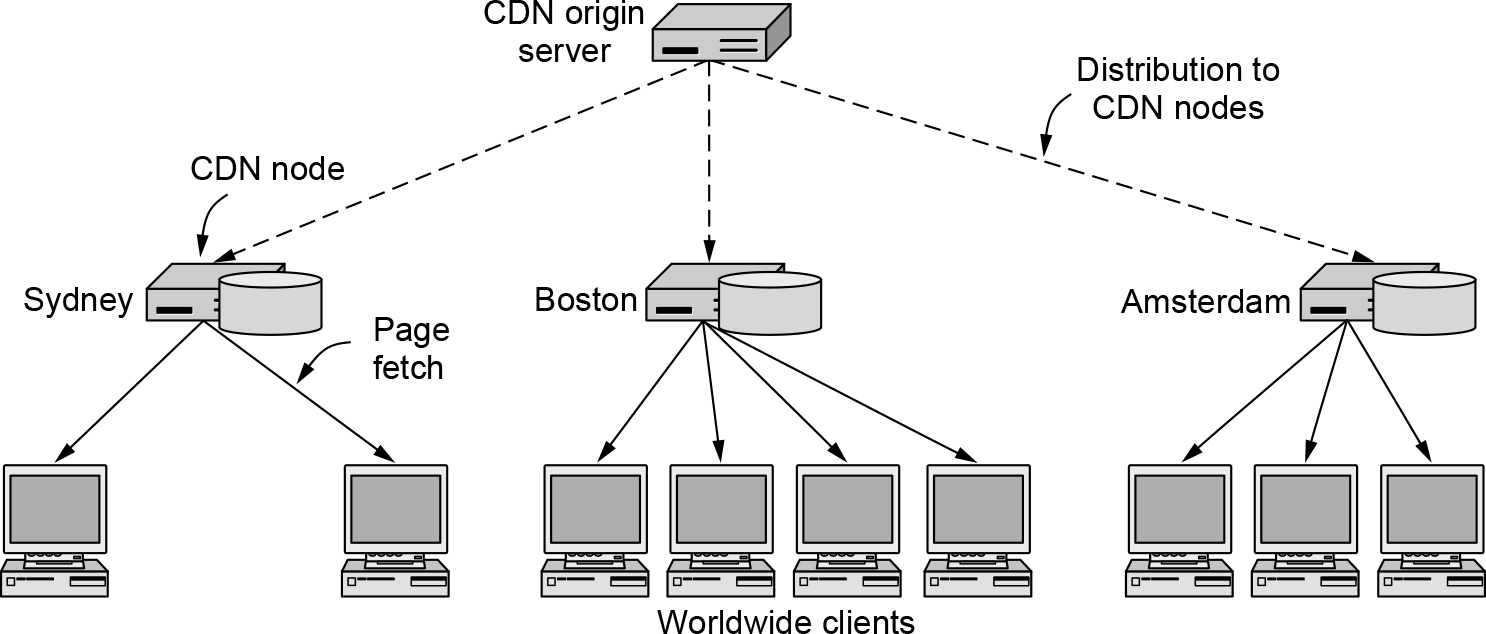 CDN origin
server
Distribution to
CDN nodes
CDN node
Sydney
Boston
Amsterdam
Page
fetch
Worldwide clients